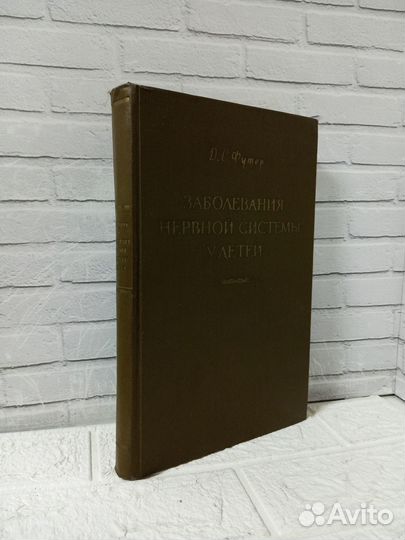 Д. С. Футер
ЗАБОЛЕВАНИЯ
НЕРВНОЙ СИСТЕМЫ
У ДЕТЕЙ
Avito